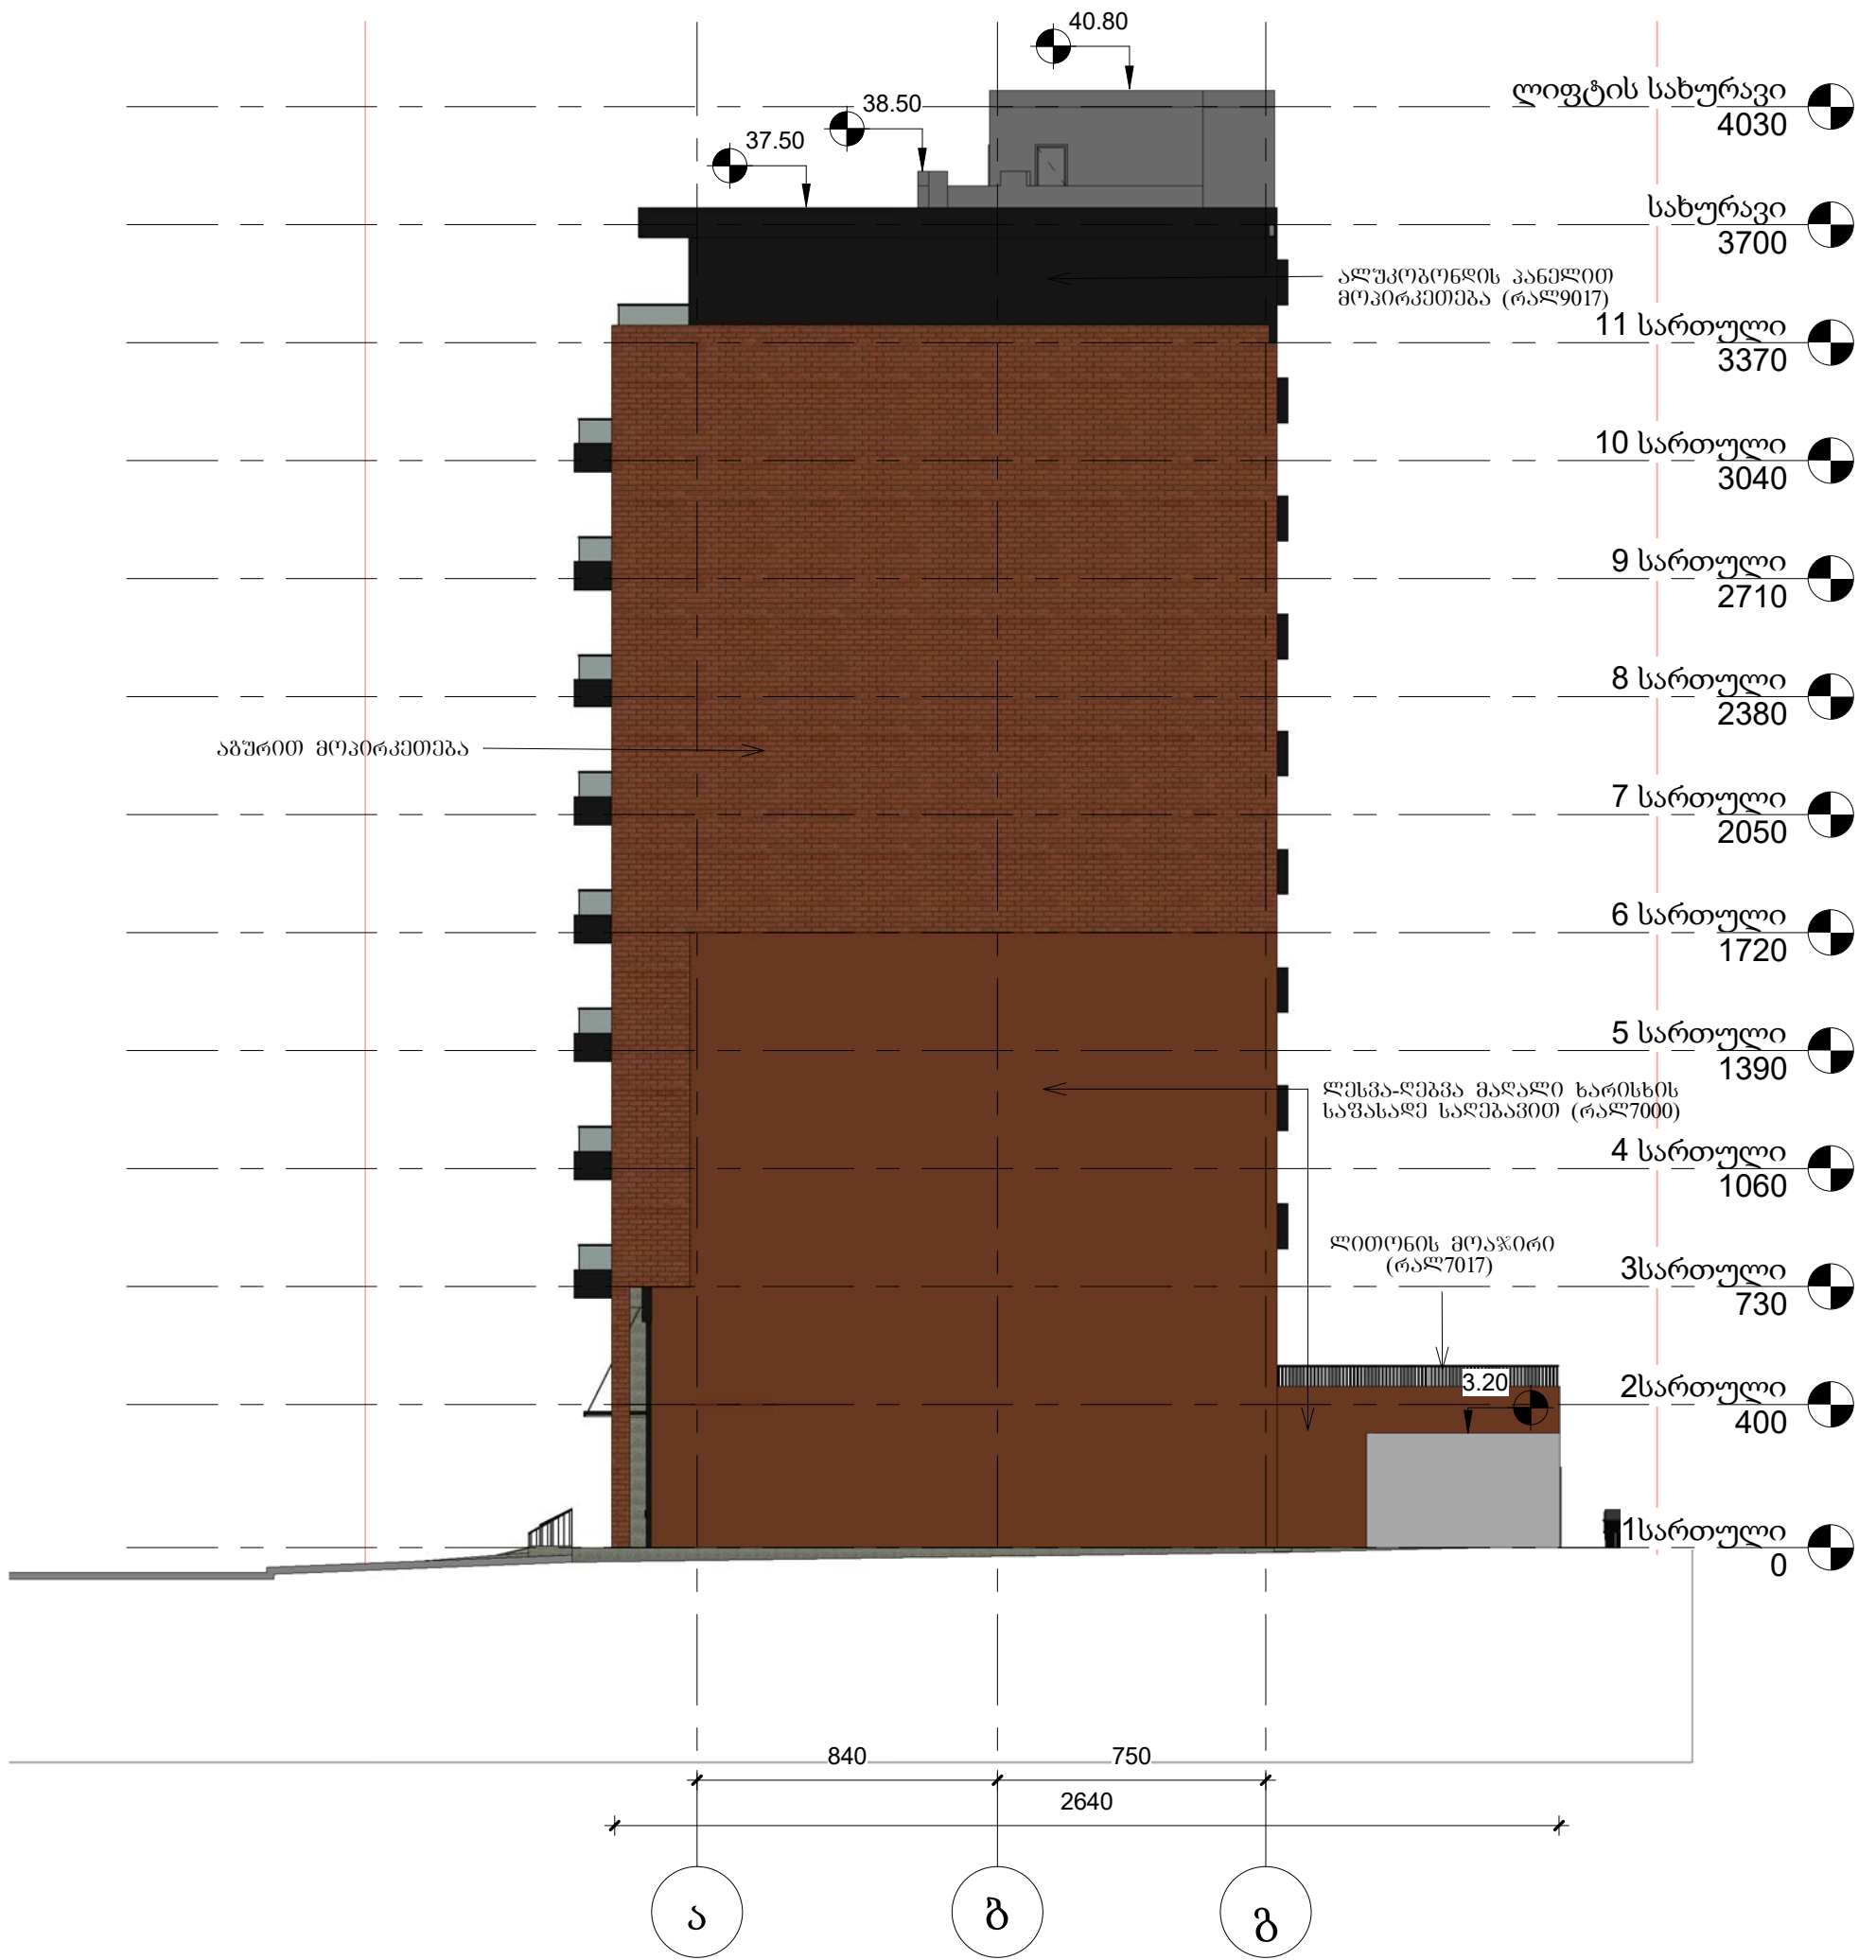 40.80
38.50
37.50
ლიფტის სახურავი
4030
სახურავი
3700
ალუკობონდის პანელით
მოპირკეთება (რალ9017)
11 სართული
3370
10 სართული
3040
9 სართული
2710
8 სართული
2380
აგურით მოპირკეთება
7 სართული
2050
6 სართული
1720
5 სართული
1390
ლესვა-ღებვა მაღალი ხარისხის
საფასადე საღებავით (რალ7000)
4 სართული
1060
ლითონის მოაჯირი
(რალ7017)
3სართული
730
3.20
2სართული
400
1სართული
0
840
750
2640
ა
ბ
გ